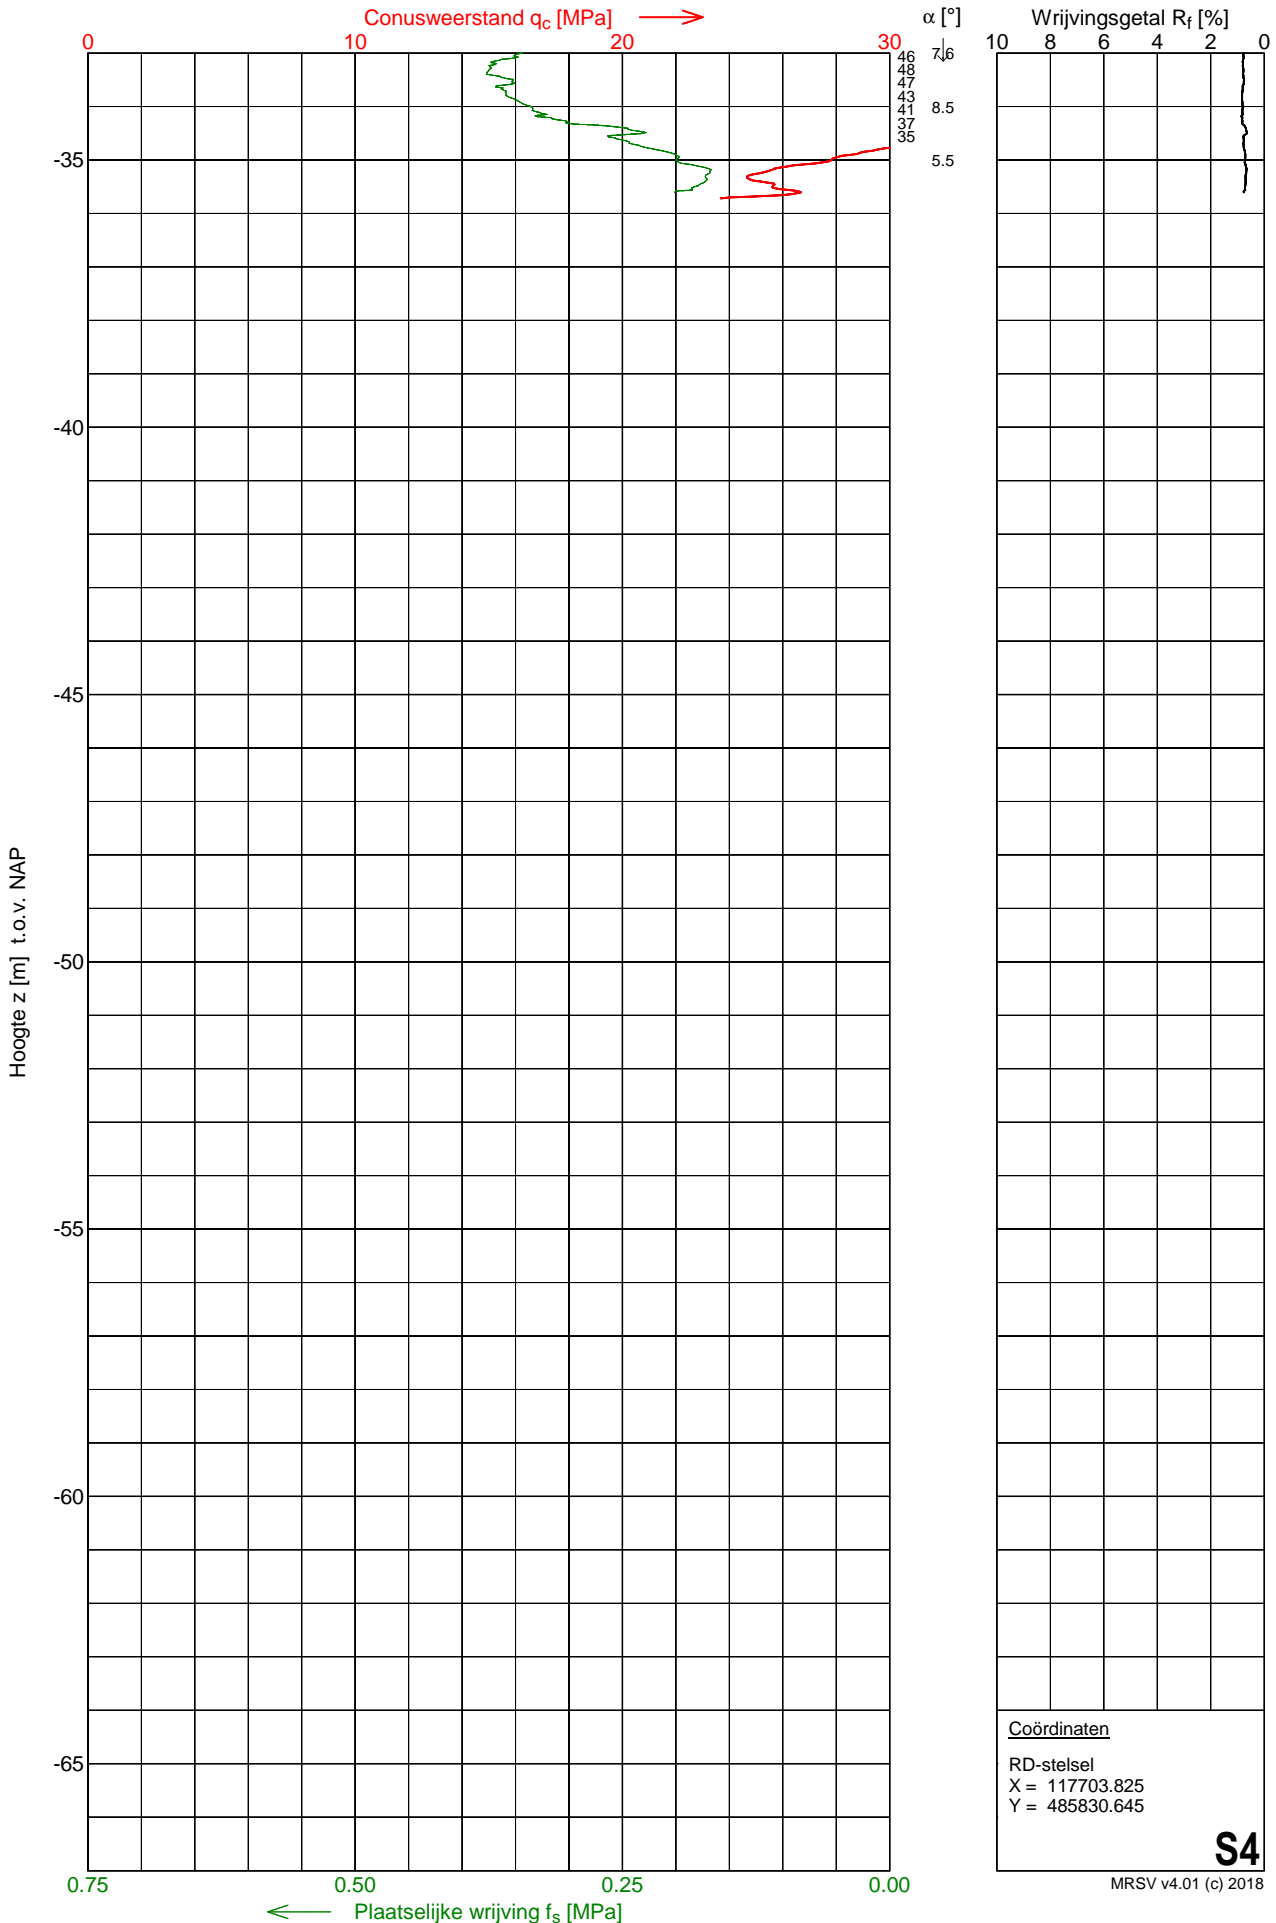 Conusweerstand qc [MPa]
α [°]
Wrijvingsgetal Rf [%]
0 10 20 30
10 8 6 4 2 0
46 7.6
48
47
43
41 8.5
37
35
-35 5.5
-40
-45
-50
-55
-60
-65
Hoogte z [m] t.o.v. NAP
Coördinaten
RD-stelsel
X = 117703.825
Y = 485830.645
S4
0.75 0.50 0.25 0.00
MRSV v4.01 (c) 2018
Plaatselijke wrijving fs [MPa]